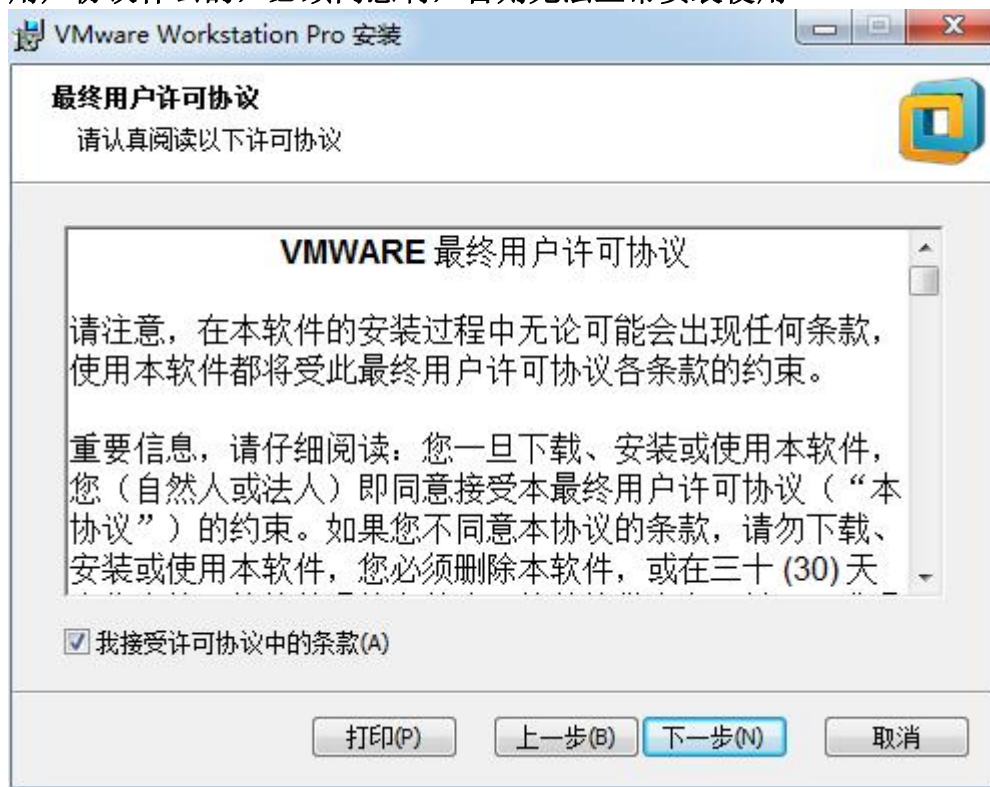 VMware Workstation Pro 安装
最终用户许可协议
请认真阅读以下许可协议
VMWARE 最终用户许可协议
请注意，在本软件的安装过程中无论可能会出现任何条款，
使用本软件都将受此最终用户许可协议各条款的约束。
重要信息，请仔细阅读：您一旦下载、安装或使用本软件，
您（自然人或法人）即同意接受本最终用户许可协议（“本
协议”）的约束。如果您不同意本协议的条款，请勿下载、
安装或使用本软件，您必须删除本软件，或在三十 (30) 天
我接受许可协议中的条款(A)
打印(P)
上一步(B)
下一步(N)
取消